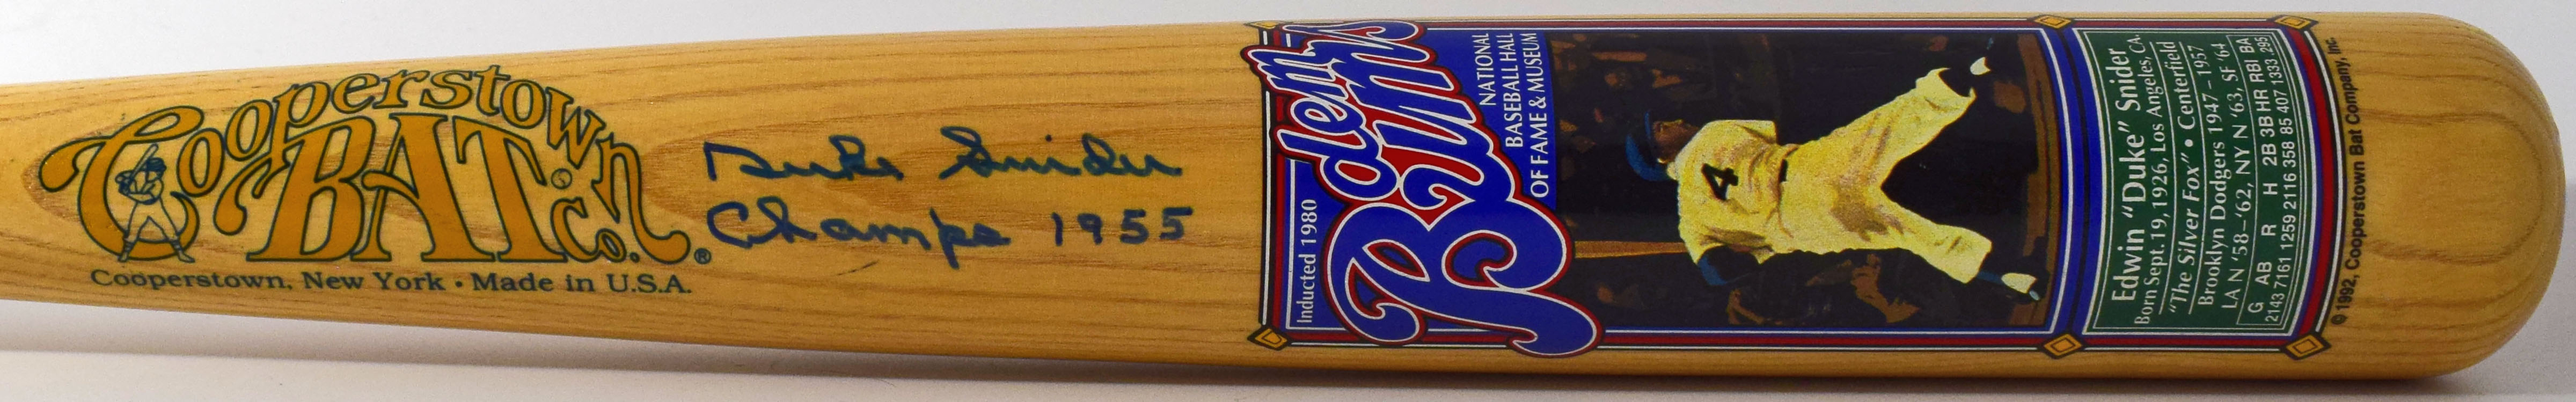 Cooperstown
BAT Co.®
Cooperstown, New York • Made in U.S.A.
Duke Snider
Champs 1955
Inducted 1980
dem
Bums
NATIONAL
BASEBALL HALL
OF FAME & MUSEUM
4
Edwin "Duke" Snider
Born Sept. 19, 1926, Los Angeles, CA.
"The Silver Fox" • Centerfield
Brooklyn Dodgers 1947 - 1957
LA N '58-'62, NY N '63, SF '64
G AB R H 2B 3B HR RBI BA
2143 7161 1259 2116 358 85 407 1333 .295
© 1992, Cooperstown Bat Company, Inc.